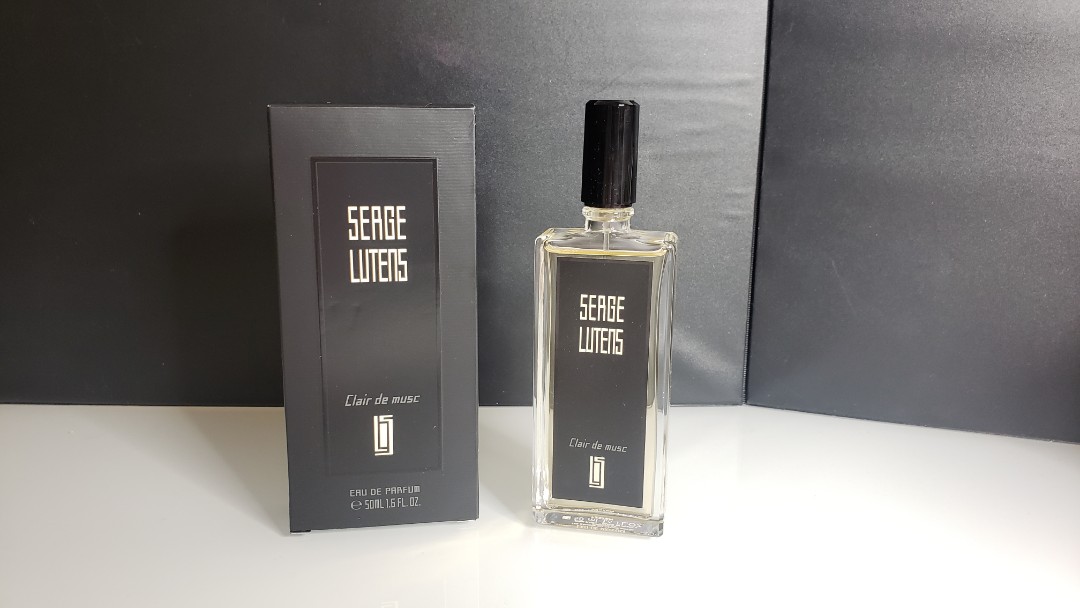 SERGE
LUTENS
Clair de musc
EAU DE PARFUM
℮ 50ML 1.6 FL. OZ.
SERGE
LUTENS
Clair de musc